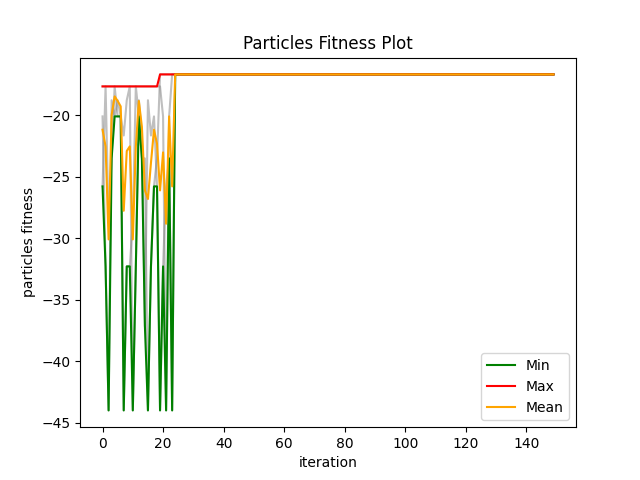 Particles Fitness Plot
particles fitness
−20
−25
−30
−35
−40
−45
0 20 40 60 80 100 120 140
iteration
Min
Max
Mean